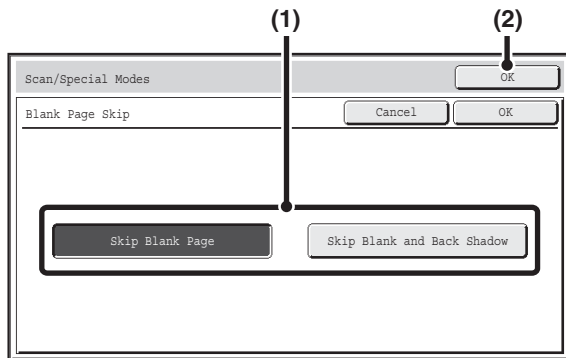 (1) (2)
Scan/Special Modes OK
Blank Page Skip Cancel OK
Skip Blank Page Skip Blank and Back Shadow